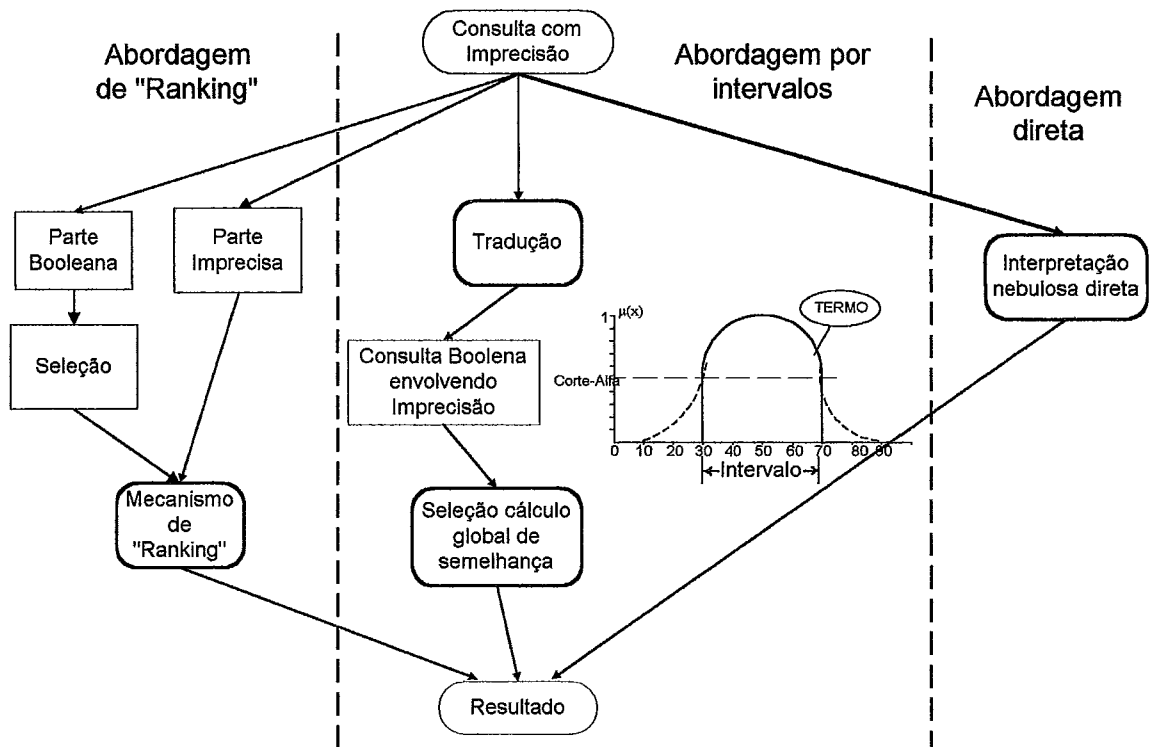 Abordagem
de "Ranking"
Consulta com
Imprecisão
Abordagem por
intervalos
Abordagem
direta
Parte
Booleana
Parte
Imprecisa
Tradução
Interpretação
nebulosa direta
Seleção
Consulta Boolena
envolvendo
Imprecisão
1
μ(x)
TERMO
Corte-Alfa
0 10 20 30 40 50 60 70 80 90
Intervalo
Mecanismo
de
"Ranking"
Seleção cálculo
global de
semelhança
Resultado